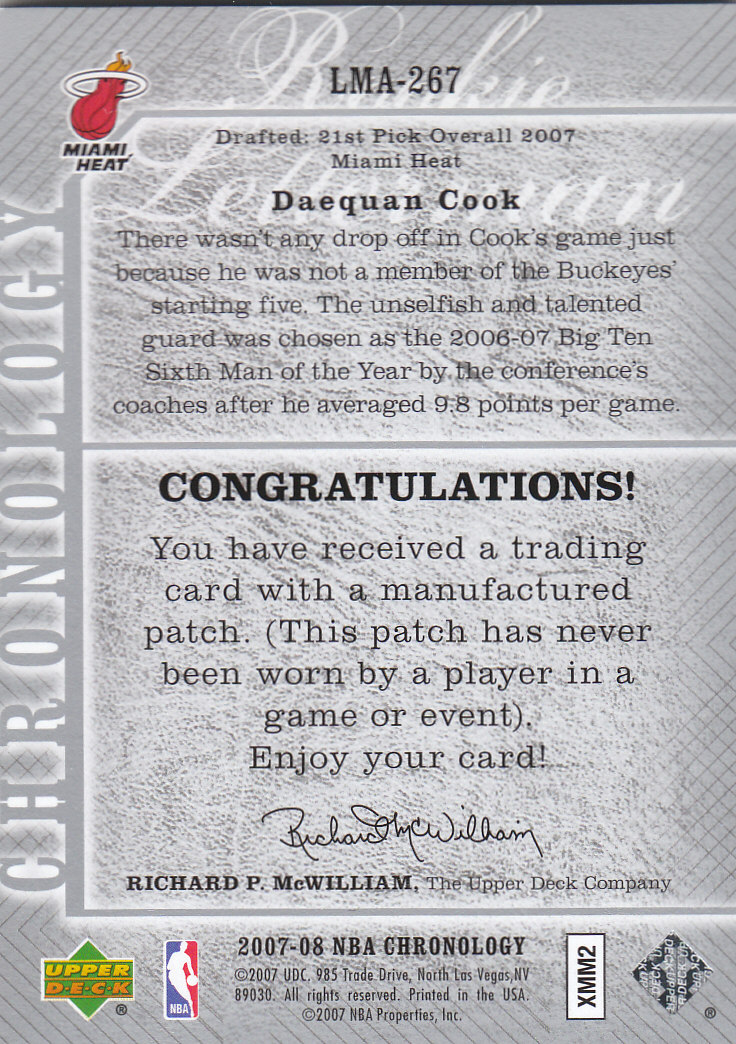 Rookie
LMA-267
MIAMI
HEAT
Drafted: 21st Pick Overall 2007
Miami Heat
Daequan Cook
There wasn't any drop off in Cook's game just
because he was not a member of the Buckeyes'
starting five. The unselfish and talented
guard was chosen as the 2006-07 Big Ten
Sixth Man of the Year by the conference's
coaches after he averaged 9.8 points per game.
CHRONOLOGY
CONGRATULATIONS!
You have received a trading
card with a manufactured
patch. (This patch has never
been worn by a player in a
game or event).
Enjoy your card!
Richard McWilliam
RICHARD P. McWILLIAM, The Upper Deck Company
UPPER
D·E·C·K
®
NBA
2007-08 NBA CHRONOLOGY
©2007 UDC. 985 Trade Drive, North Las Vegas, NV
89030. All rights reserved. Printed in the USA.
©2007 NBA Properties, Inc.
XMM2
®